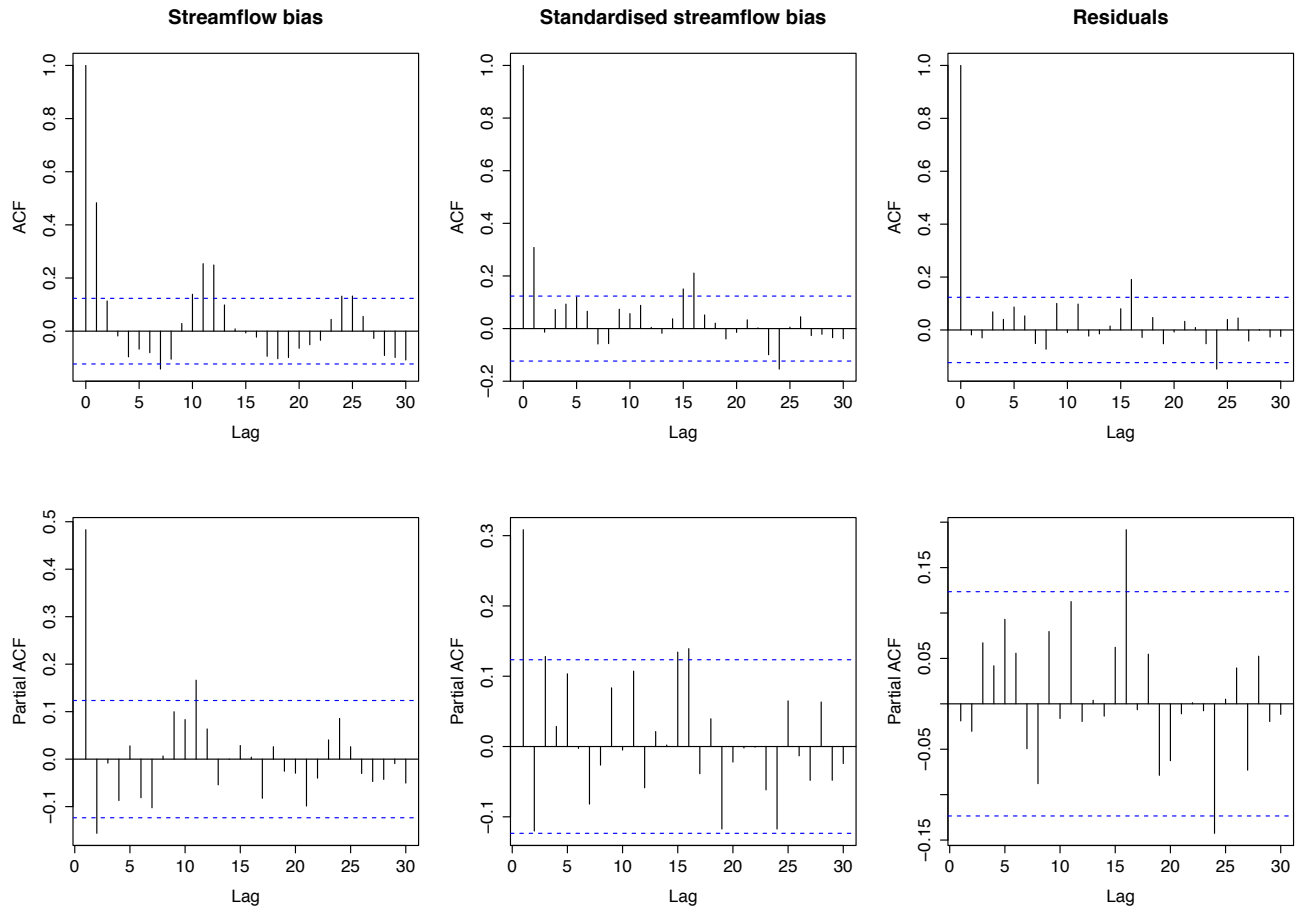 Streamflow bias
Standardised streamflow bias
Residuals
ACF
0.0 0.2 0.4 0.6 0.8 1.0
0 5 10 15 20 25 30
Lag
ACF
−0.2 0.0 0.2 0.4 0.6 0.8 1.0
0 5 10 15 20 25 30
Lag
ACF
0.0 0.2 0.4 0.6 0.8 1.0
0 5 10 15 20 25 30
Lag
Partial ACF
−0.1 0.0 0.1 0.2 0.3 0.4 0.5
0 5 10 15 20 25 30
Lag
Partial ACF
−0.1 0.0 0.1 0.2 0.3
0 5 10 15 20 25 30
Lag
Partial ACF
−0.15 −0.05 0.05 0.15
0 5 10 15 20 25 30
Lag